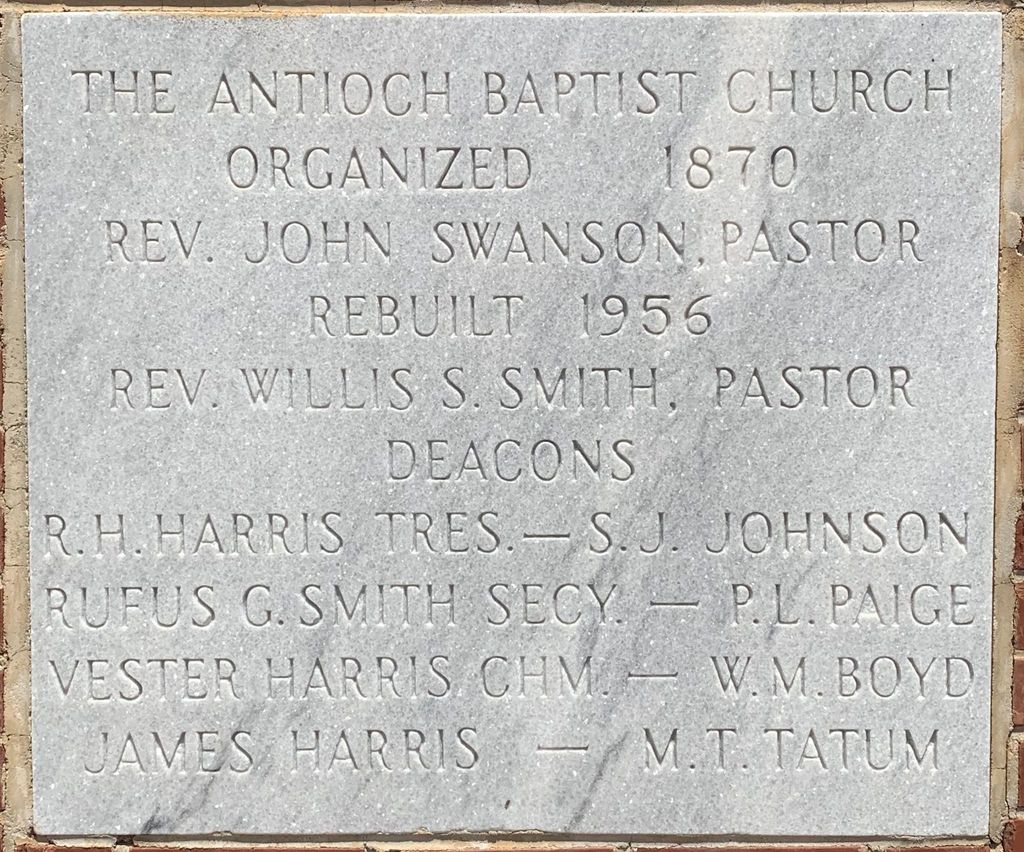 THE ANTIOCH BAPTIST CHURCH
ORGANIZED 1870
REV. JOHN SWANSON, PASTOR
REBUILT 1956
REV. WILLIS S. SMITH, PASTOR
DEACONS
R.H. HARRIS TRES. — S.J. JOHNSON
RUFUS G. SMITH SECY. — P.L. PAIGE
VESTER HARRIS CHM. — W.M. BOYD
JAMES HARRIS — M.T. TATUM